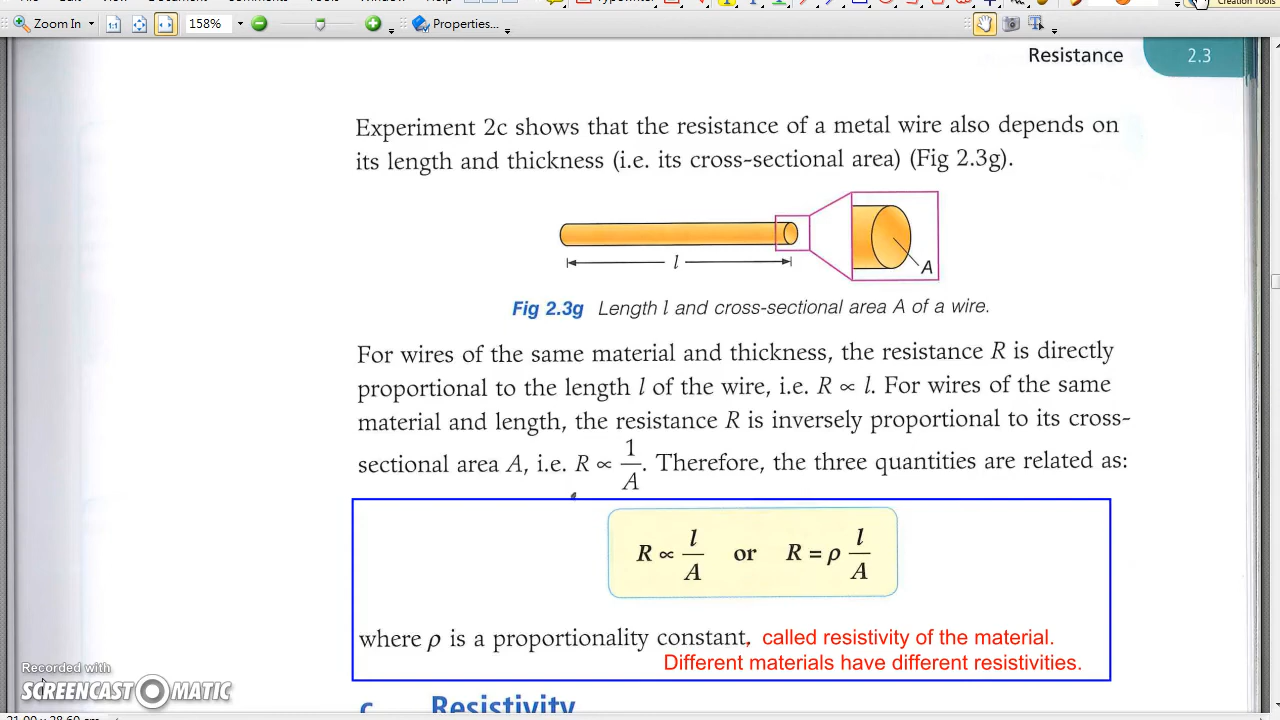 Zoom In
158%
Properties...
Creation Tools
Resistance 2.3
Experiment 2c shows that the resistance of a metal wire also depends on
its length and thickness (i.e. its cross-sectional area) (Fig 2.3g).
l
A
Fig 2.3g Length l and cross-sectional area A of a wire.
For wires of the same material and thickness, the resistance R is directly
proportional to the length l of the wire, i.e. R ∝ l. For wires of the same
material and length, the resistance R is inversely proportional to its cross-
sectional area A, i.e. R ∝ 1/A. Therefore, the three quantities are related as:
R ∝ l/A or R = ρ l/A
where ρ is a proportionality constant, called resistivity of the material.
Different materials have different resistivities.
Recorded with
SCREENCAST O MATIC
c Resistivity